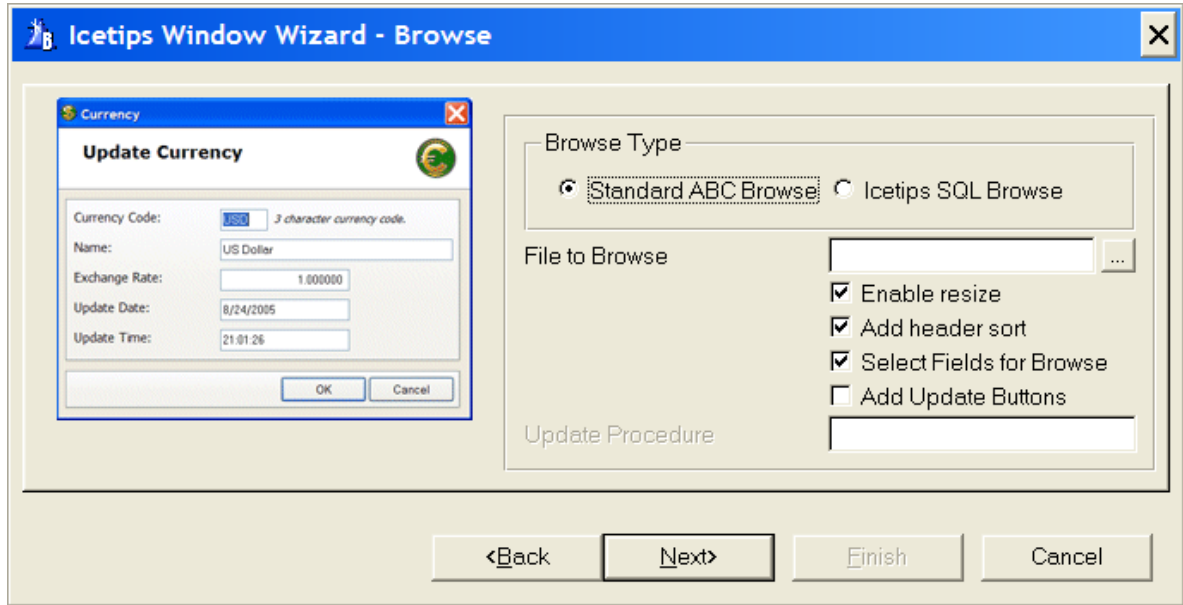 Icetips Window Wizard - Browse
Currency
Update Currency
Currency Code: USD 3 character currency code.
Name: US Dollar
Exchange Rate: 1.000000
Update Date: 8/24/2005
Update Time: 21:01:26
OK Cancel
Browse Type
Standard ABC Browse Icetips SQL Browse
File to Browse ...
Enable resize
Add header sort
Select Fields for Browse
Add Update Buttons
Update Procedure
<Back Next> Finish Cancel